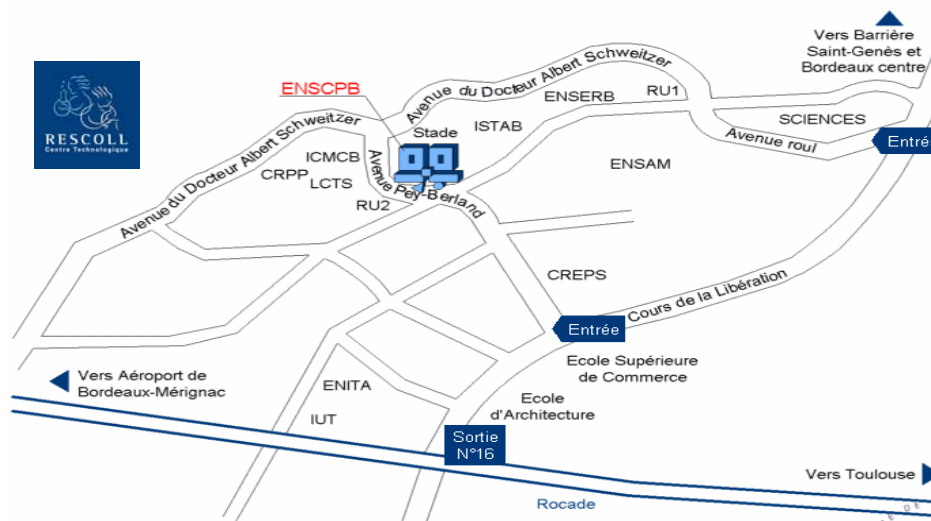 Vers Barrière
Saint-Genès et
Bordeaux centre
RESCOLL
Centre Technologique
ENSCPB
Avenue du Docteur Albert Schweitzer
ENSERB
RU1
Stade
ISTAB
SCIENCES
Avenue roul
Entrée
Avenue du Docteur Albert Schweitzer
ICMCB
CRPP
LCTS
RU2
Avenue Pey-Berland
ENSAM
CREPS
Cours de la Libération
Entrée
Ecole Supérieure
de Commerce
Vers Aéroport de
Bordeaux-Mérignac
ENITA
IUT
Ecole
d'Architecture
Sortie
N°16
Vers Toulouse
Rocade